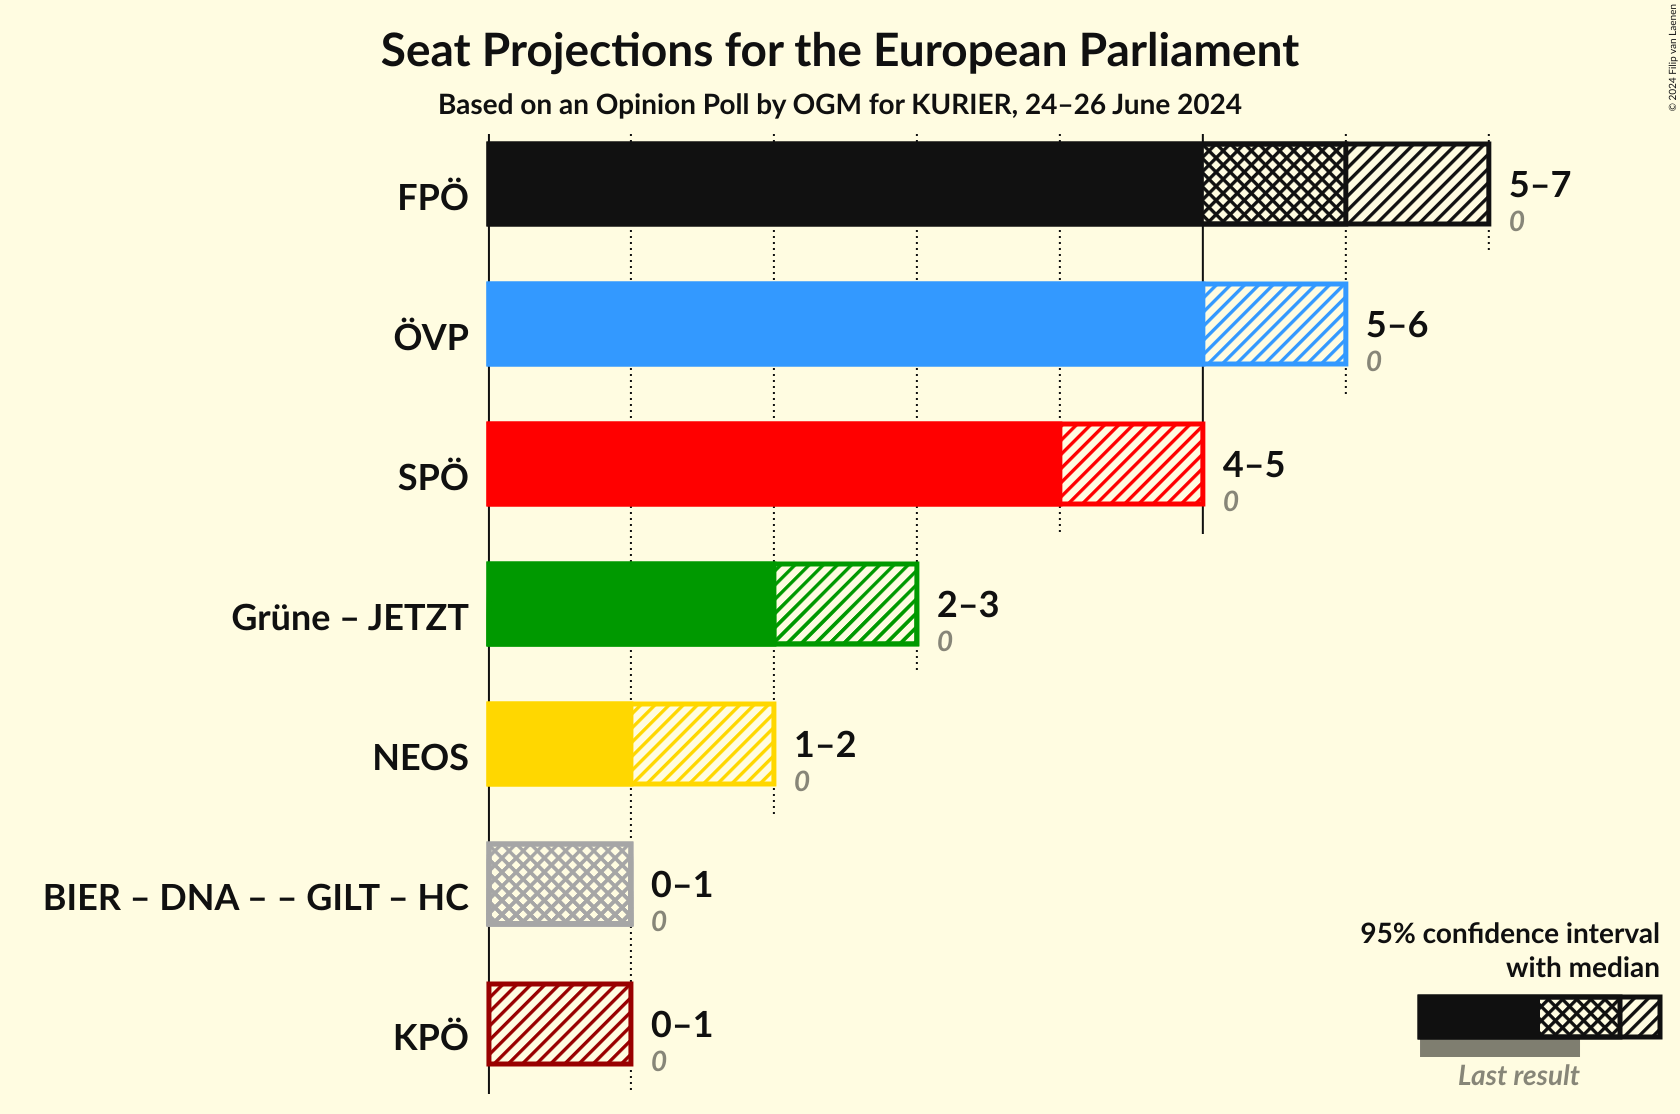 Seat Projections for the European Parliament
Based on an Opinion Poll by OGM for KURIER, 24–26 June 2024
© 2024 Filip van Laenen
FPÖ
5–7
0
ÖVP
5–6
0
SPÖ
4–5
0
Grüne – JETZT
2–3
0
NEOS
1–2
0
BIER – DNA – – GILT – HC
0–1
0
KPÖ
0–1
0
95% confidence interval
with median
Last result